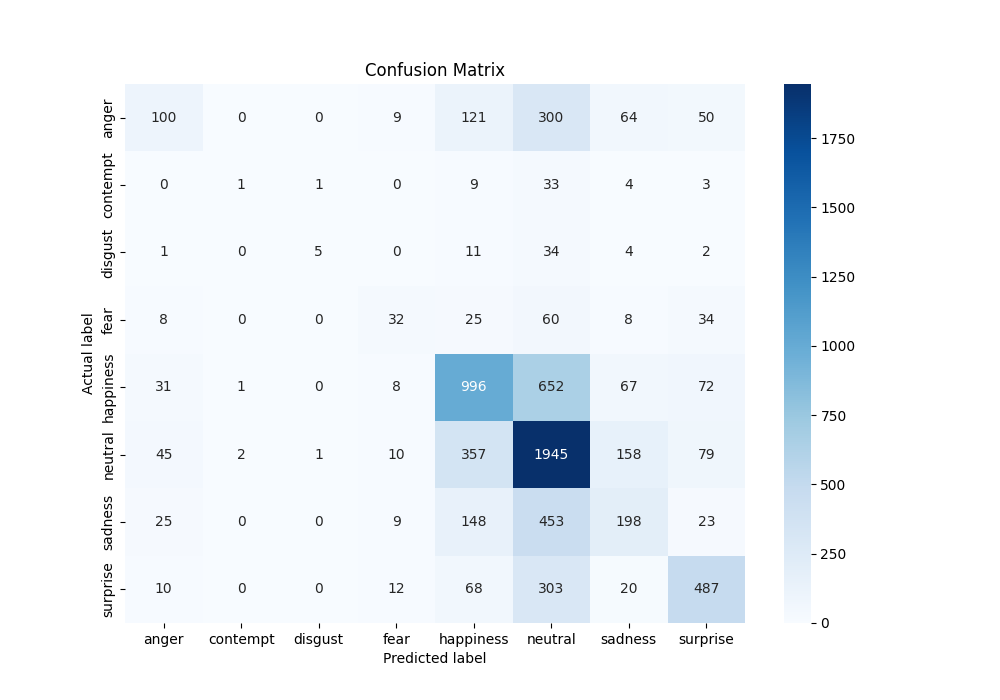 Confusion Matrix
Actual label
anger 100 0 0 9 121 300 64 50
contempt 0 1 1 0 9 33 4 3
disgust 1 0 5 0 11 34 4 2
fear 8 0 0 32 25 60 8 34
happiness 31 1 0 8 996 652 67 72
neutral 45 2 1 10 357 1945 158 79
sadness 25 0 0 9 148 453 198 23
surprise 10 0 0 12 68 303 20 487
anger contempt disgust fear happiness neutral sadness surprise
Predicted label
1750
1500
1250
1000
750
500
250
0